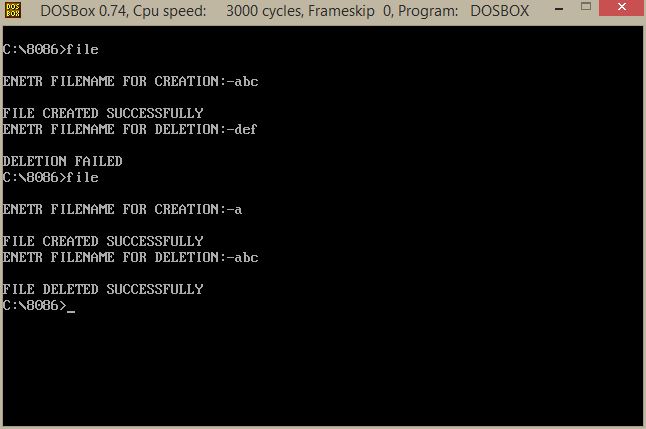 DOS
BOX
DOSBox 0.74, Cpu speed: 3000 cycles, Frameskip 0, Program: DOSBOX
C:\8086>file
ENETR FILENAME FOR CREATION:-abc
FILE CREATED SUCCESSFULLY
ENETR FILENAME FOR DELETION:-def
DELETION FAILED
C:\8086>file
ENETR FILENAME FOR CREATION:-a
FILE CREATED SUCCESSFULLY
ENETR FILENAME FOR DELETION:-abc
FILE DELETED SUCCESSFULLY
C:\8086>_